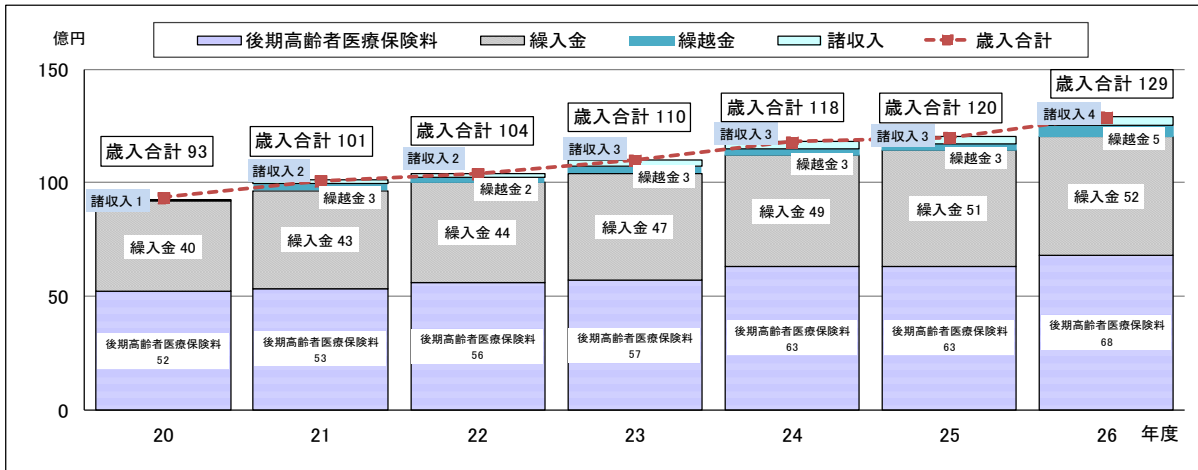 億円
後期高齢者医療保険料 繰入金 繰越金 諸収入 歳入合計
150
100
50
0
歳入合計 93
諸収入 1
繰入金 40
後期高齢者医療保険料
52
歳入合計 101
諸収入 2
繰越金 3
繰入金 43
後期高齢者医療保険料
53
歳入合計 104
諸収入 2
繰越金 2
繰入金 44
後期高齢者医療保険料
56
歳入合計 110
諸収入 3
繰越金 3
繰入金 47
後期高齢者医療保険料
57
歳入合計 118
諸収入 3
繰越金 3
繰入金 49
後期高齢者医療保険料
63
歳入合計 120
諸収入 3
繰越金 3
繰入金 51
後期高齢者医療保険料
63
歳入合計 129
諸収入 4
繰越金 5
繰入金 52
後期高齢者医療保険料
68
20 21 22 23 24 25 26 年度